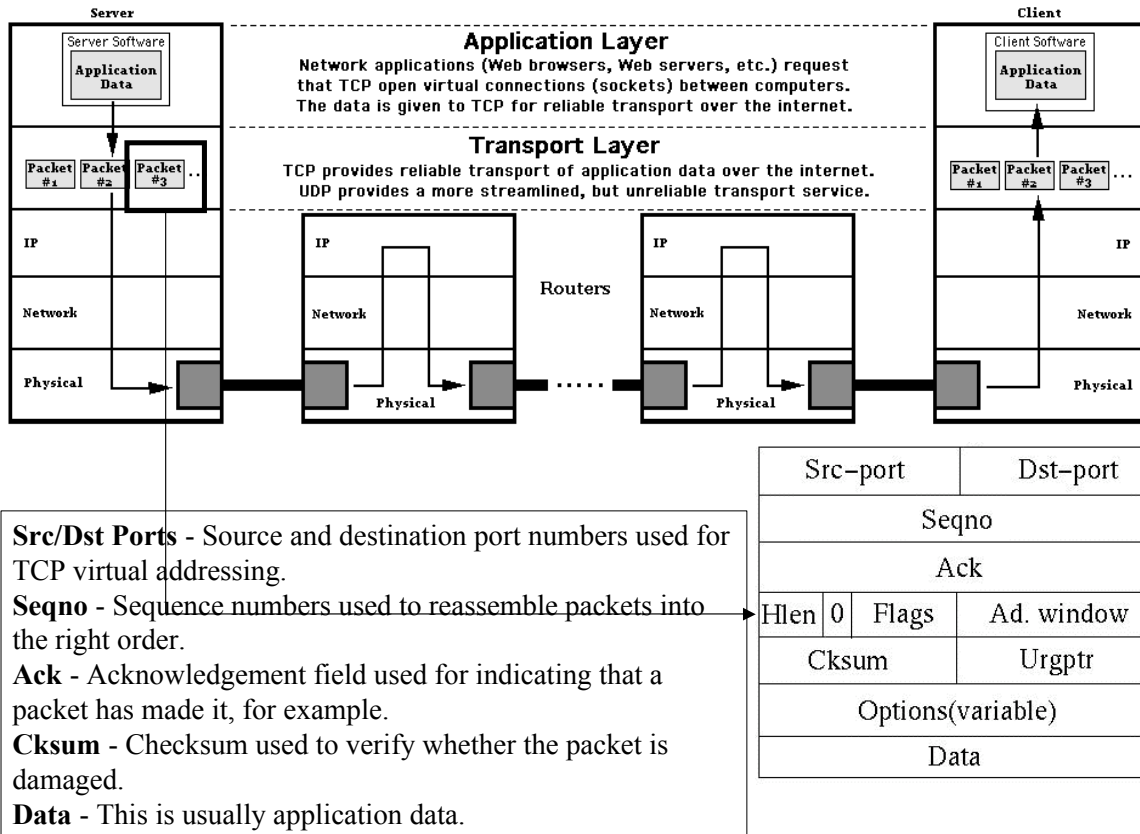 Server
Client
Server Software
Application
Data
Application Layer
Network applications (Web browsers, Web servers, etc.) request
that TCP open virtual connections (sockets) between computers.
The data is given to TCP for reliable transport over the internet.
Client Software
Application
Data
Packet
#1
Packet
#2
Packet
#3
..
Transport Layer
TCP provides reliable transport of application data over the internet.
UDP provides a more streamlined, but unreliable transport service.
Packet
#1
Packet
#2
Packet
#3
...
IP
IP
IP
IP
Routers
Network
Network
Network
Network
Physical
Physical
.....
Physical
Physical
Src/Dst Ports - Source and destination port numbers used for
TCP virtual addressing.
Seqno - Sequence numbers used to reassemble packets into
the right order.
Ack - Acknowledgement field used for indicating that a
packet has made it, for example.
Cksum - Checksum used to verify whether the packet is
damaged.
Data - This is usually application data.
Src-port Dst-port
Seqno
Ack
Hlen 0 Flags Ad. window
Cksum Urgptr
Options(variable)
Data